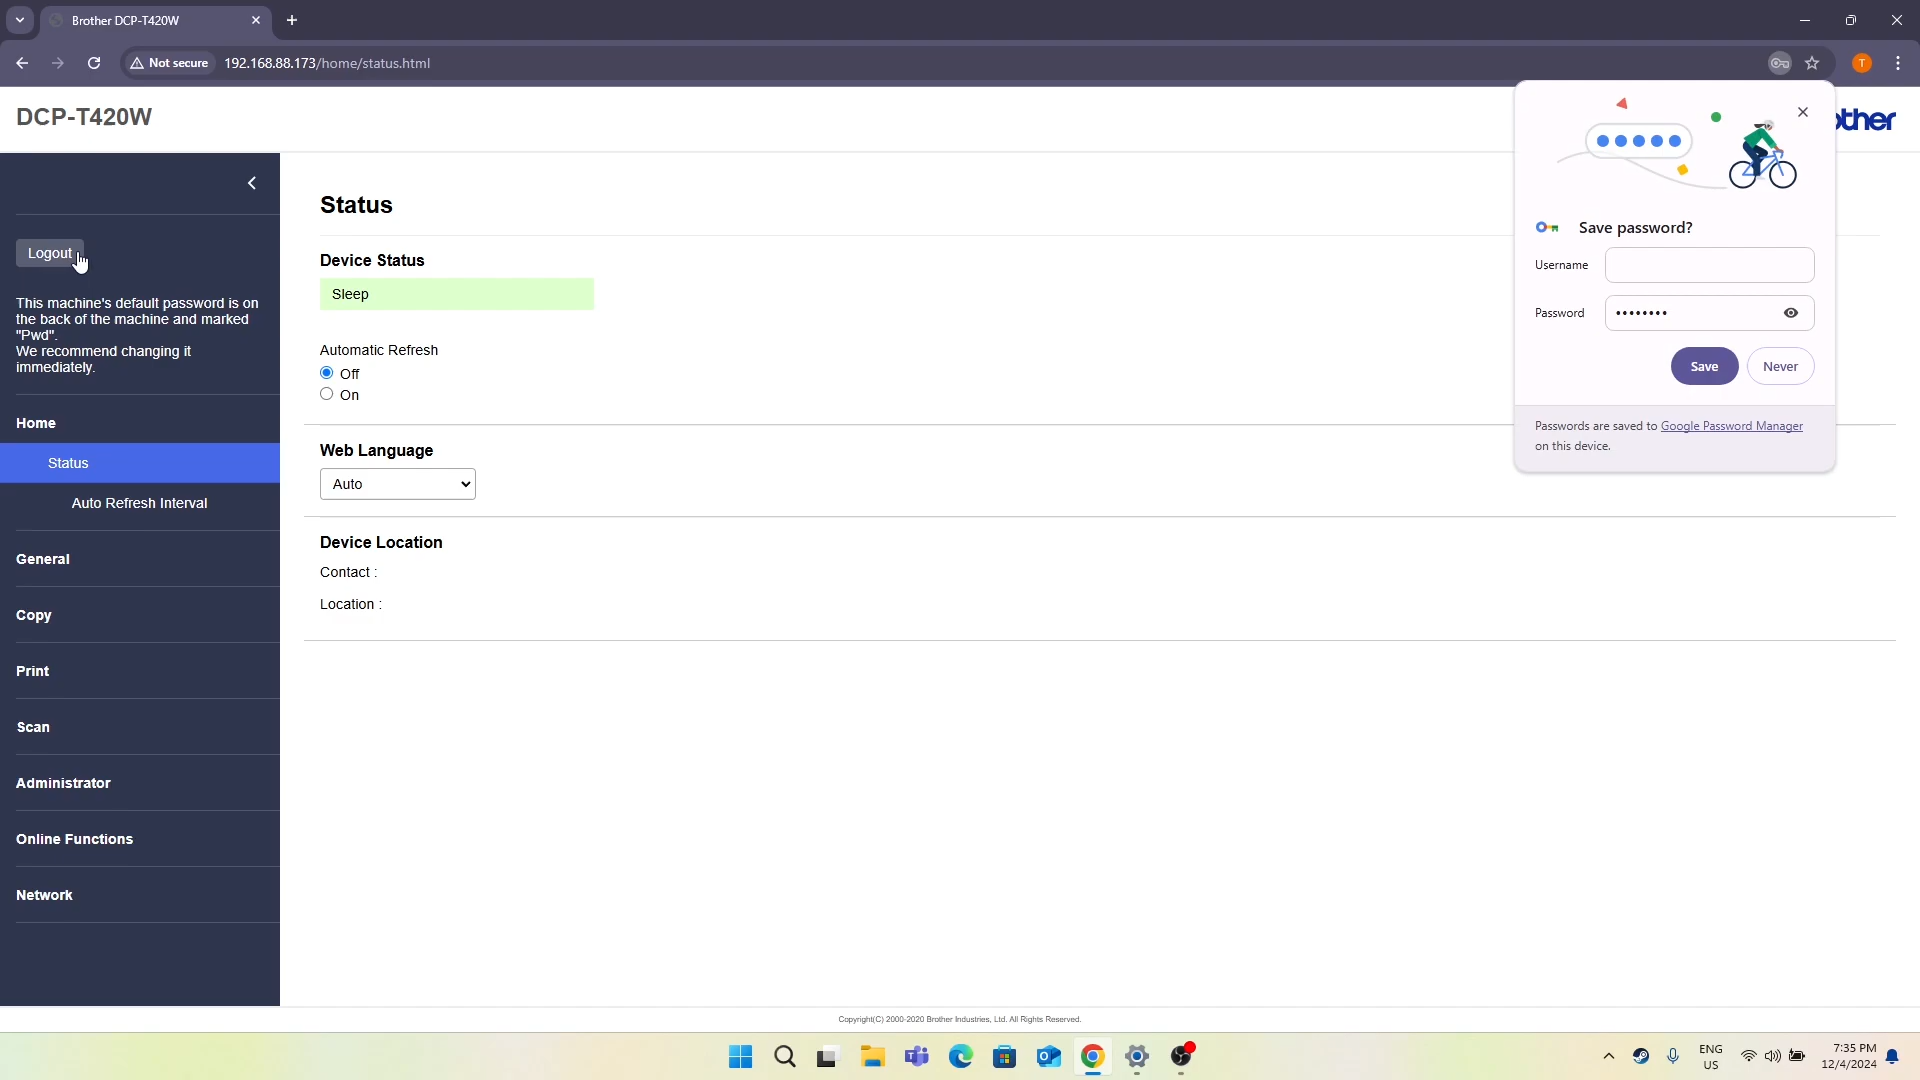 Brother DCP-T420W
Not secure
192.168.88.173/home/status.html
T
DCP-T420W
other
Logout
This machine's default password is on
the back of the machine and marked
"Pwd".
We recommend changing it
immediately.
Home
Status
Auto Refresh Interval
General
Copy
Print
Scan
Administrator
Online Functions
Network
Status
Device Status
Sleep
Automatic Refresh
Off
On
Web Language
Auto
Device Location
Contact :
Location :
Save password?
Username
Password
••••••••
Save
Never
Passwords are saved to Google Password Manager
on this device.
Copyright(C) 2000-2020 Brother Industries, Ltd. All Rights Reserved.
ENG
US
7:35 PM
12/4/2024